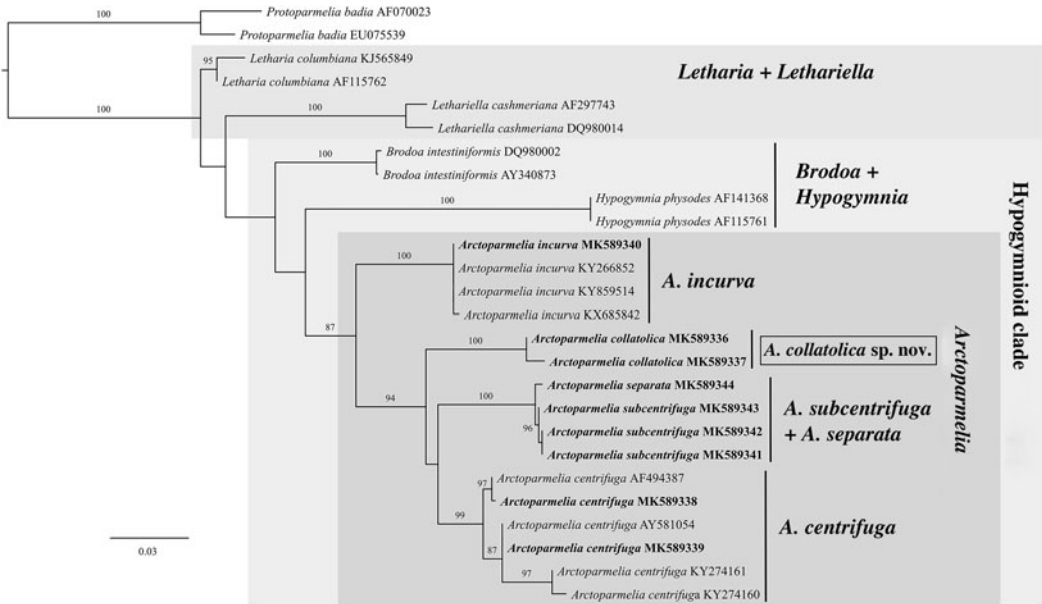 100
Protoparmelia badia AF070023
Protoparmelia badia EU075539
95
Letharia columbiana KJ565849
Letharia columbiana AF115762
Letharia + Lethariella
100
100
Lethariella cashmeriana AF297743
Lethariella cashmeriana DQ980014
100
Brodoa intestiniformis DQ980002
Brodoa intestiniformis AY340873
Brodoa +
Hypogymnia
100
Hypogymnia physodes AF141368
Hypogymnia physodes AF115761
Hypogymnioid clade
87
100
Arctoparmelia incurva MK589340
Arctoparmelia incurva KY266852
Arctoparmelia incurva KY859514
Arctoparmelia incurva KX685842
A. incurva
Arctoparmelia
94
100
Arctoparmelia collatolica MK589336
Arctoparmelia collatolica MK589337
A. collatolica sp. nov.
100
Arctoparmelia separata MK589344
Arctoparmelia subcentrifuga MK589343
96
Arctoparmelia subcentrifuga MK589342
Arctoparmelia subcentrifuga MK589341
A. subcentrifuga
+ A. separata
99
97
Arctoparmelia centrifuga AF494387
Arctoparmelia centrifuga MK589338
87
Arctoparmelia centrifuga AY581054
Arctoparmelia centrifuga MK589339
97
Arctoparmelia centrifuga KY274161
Arctoparmelia centrifuga KY274160
A. centrifuga
0.03